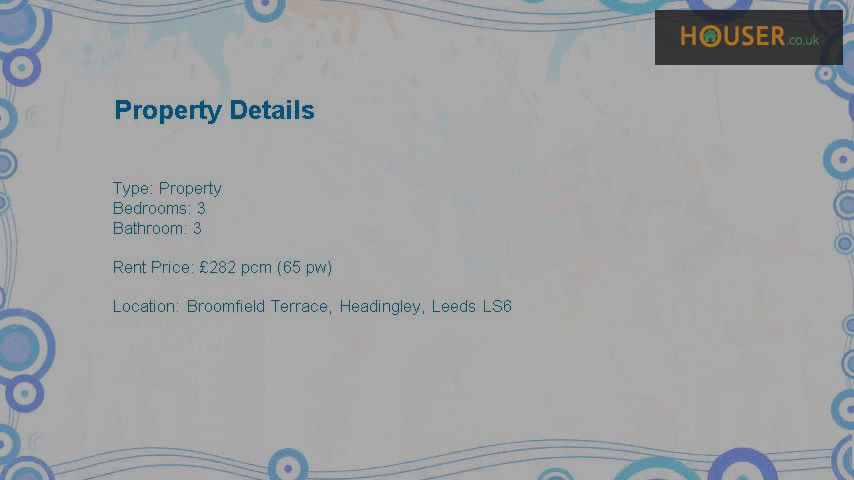 HOUSER.co.uk
Property Details
Type: Property
Bedrooms: 3
Bathroom: 3
Rent Price: £282 pcm (65 pw)
Location: Broomfield Terrace, Headingley, Leeds LS6